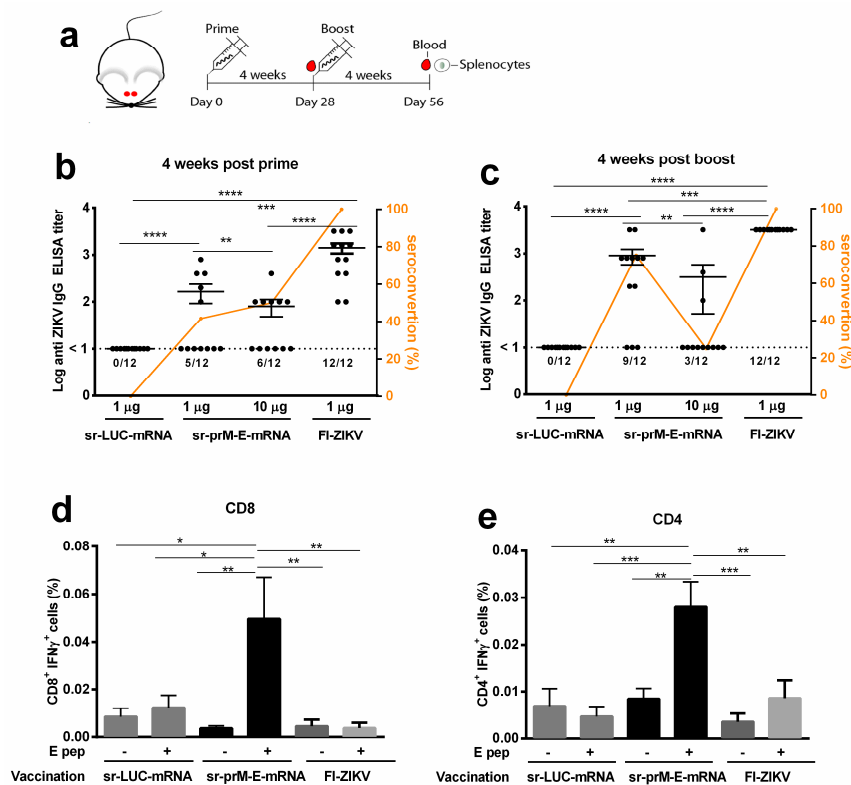 a
Prime
Boost
Blood
Splenocytes
4 weeks
4 weeks
Day 0
Day 28
Day 56
b
4 weeks post prime
****
***
****
****
**
Log anti ZIKV IgG ELISA titer
4
3
2
< 1
0
100
80
60
40
20
0
seroconvertion (%)
0/12
5/12
6/12
12/12
1 µg
1 µg
10 µg
1 µg
sr-LUC-mRNA
sr-prM-E-mRNA
FI-ZIKV
c
4 weeks post boost
****
***
****
****
**
Log anti ZIKV IgG ELISA titer
4
3
2
< 1
0
100
80
60
40
20
0
seroconvertion (%)
0/12
9/12
3/12
12/12
1 µg
1 µg
10 µg
1 µg
sr-LUC-mRNA
sr-prM-E-mRNA
FI-ZIKV
d
CD8
*
*
**
**
**
CD8+ IFNγ+ cells (%)
0.08
0.06
0.04
0.02
0.00
E pep
- + - + - +
Vaccination sr-LUC-mRNA sr-prM-E-mRNA FI-ZIKV
e
CD4
**
***
**
**
***
CD4+ IFNγ+ cells (%)
0.04
0.03
0.02
0.01
0.00
E pep
- + - + - +
Vaccination sr-LUC-mRNA sr-prM-E-mRNA FI-ZIKV